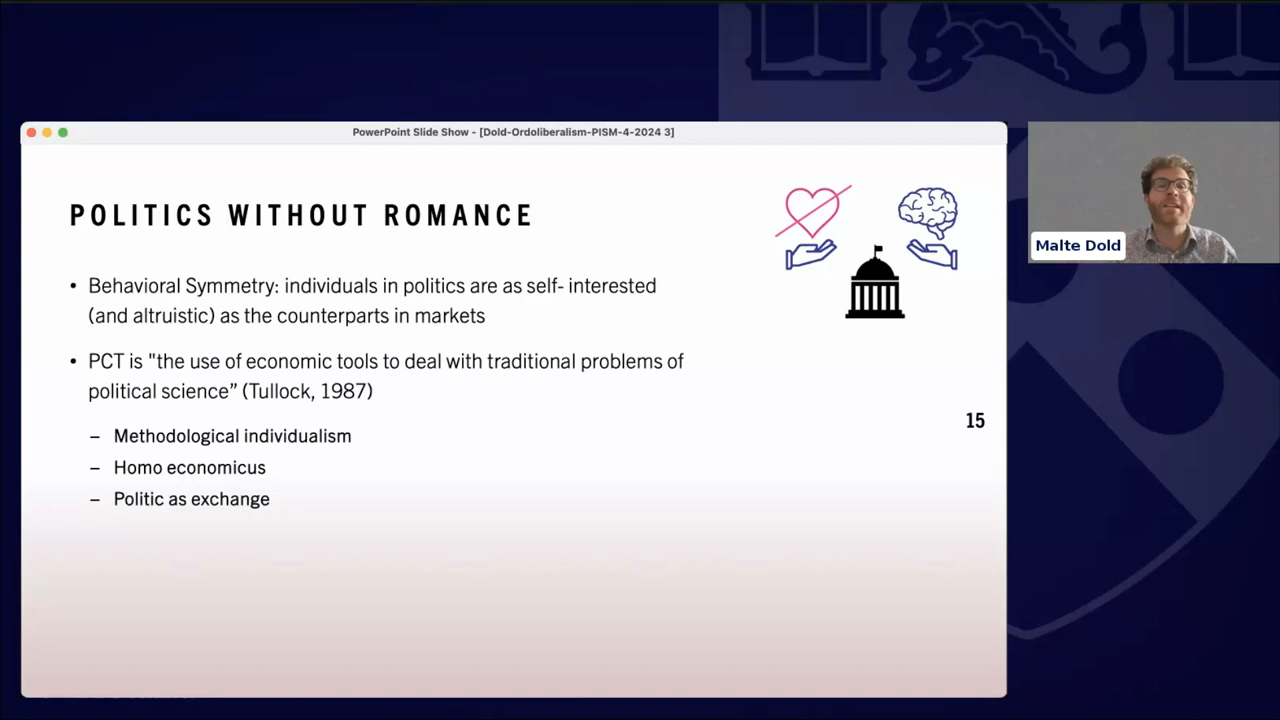 PowerPoint Slide Show - [Dold-Ordoliberalism-PISM-4-2024 3]
POLITICS WITHOUT ROMANCE
• Behavioral Symmetry: individuals in politics are as self- interested
(and altruistic) as the counterparts in markets
• PCT is "the use of economic tools to deal with traditional problems of
political science” (Tullock, 1987)
– Methodological individualism
– Homo economicus
– Politic as exchange
15
Malte Dold